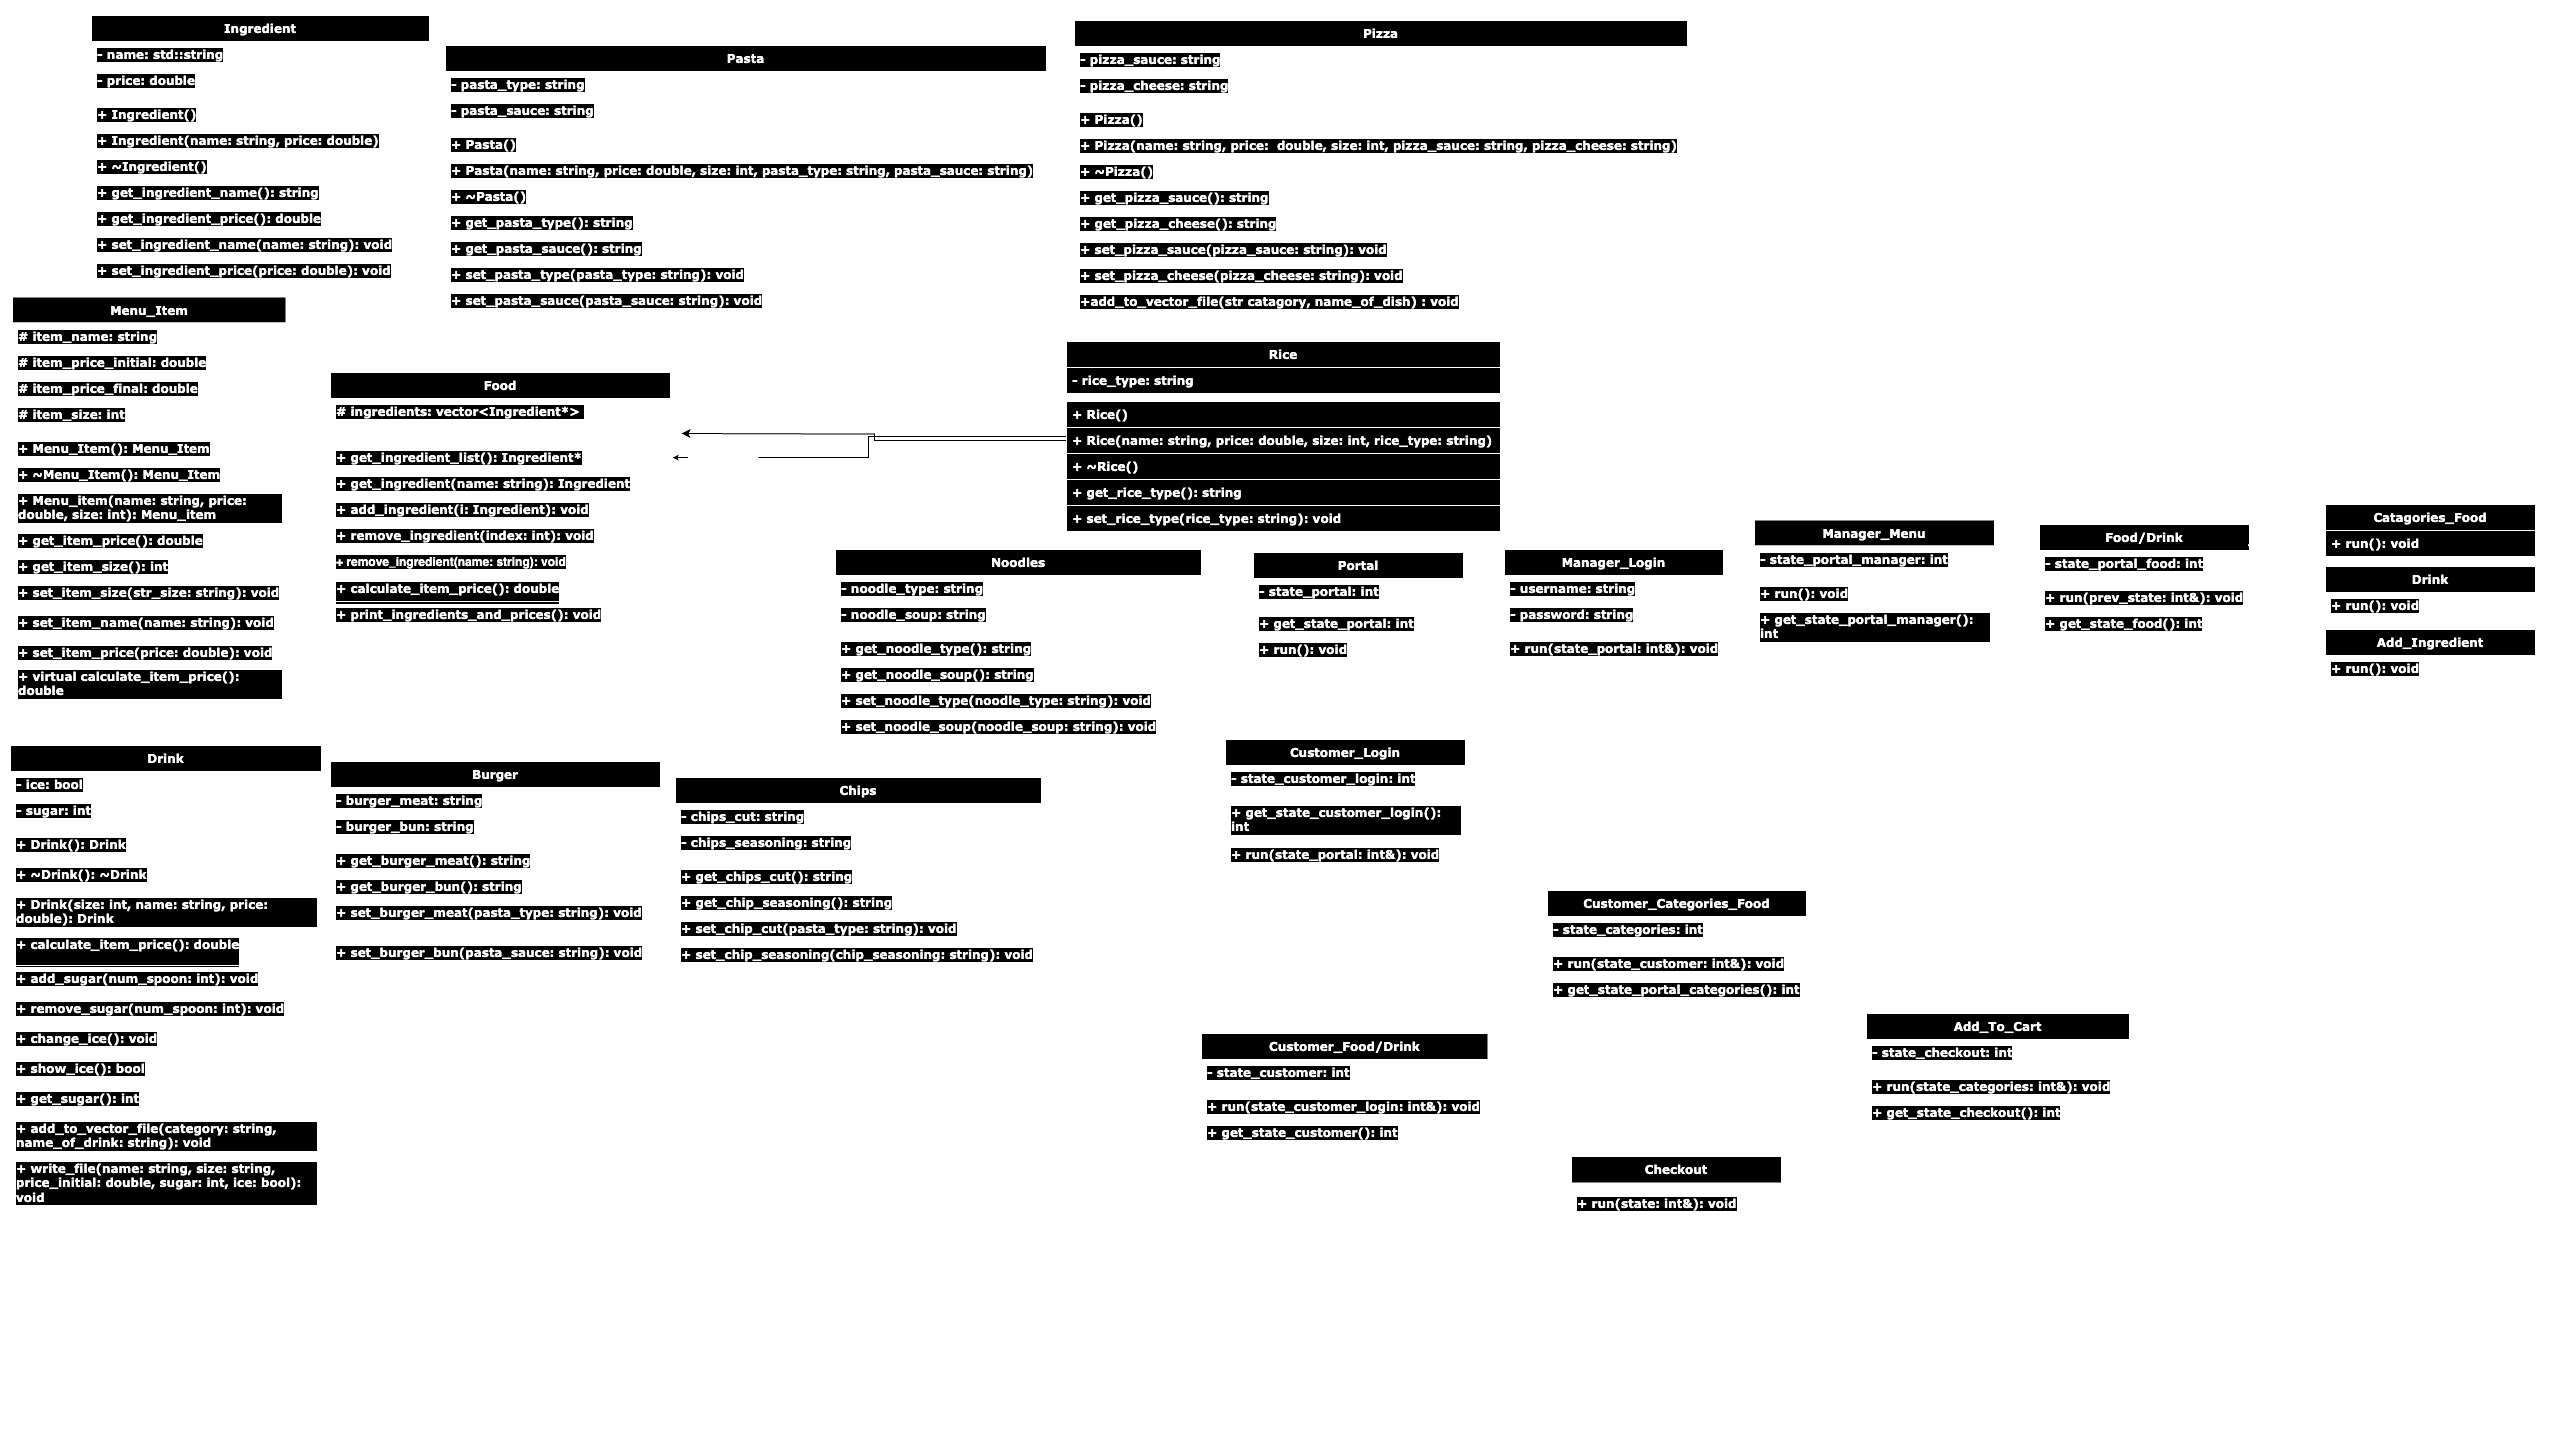 Ingredient
- name: std::string
- price: double
+ Ingredient()
+ Ingredient(name: string, price: double)
+ ~Ingredient()
+ get_ingredient_name(): string
+ get_ingredient_price(): double
+ set_ingredient_name(name: string): void
+ set_ingredient_price(price: double): void
Pasta
- pasta_type: string
- pasta_sauce: string
+ Pasta()
+ Pasta(name: string, price: double, size: int, pasta_type: string, pasta_sauce: string)
+ ~Pasta()
+ get_pasta_type(): string
+ get_pasta_sauce(): string
+ set_pasta_type(pasta_type: string): void
+ set_pasta_sauce(pasta_sauce: string): void
Pizza
- pizza_sauce: string
- pizza_cheese: string
+ Pizza()
+ Pizza(name: string, price:  double, size: int, pizza_sauce: string, pizza_cheese: string)
+ ~Pizza()
+ get_pizza_sauce(): string
+ get_pizza_cheese(): string
+ set_pizza_sauce(pizza_sauce: string): void
+ set_pizza_cheese(pizza_cheese: string): void
+add_to_vector_file(str catagory, name_of_dish) : void
Menu_Item
# item_name: string
# item_price_initial: double
# item_price_final: double
# item_size: int
+ Menu_Item(): Menu_Item
+ ~Menu_Item(): Menu_Item
+ Menu_item(name: string, price:
double, size: int): Menu_item
+ get_item_price(): double
+ get_item_size(): int
+ set_item_size(str_size: string): void
+ set_item_name(name: string): void
+ set_item_price(price: double): void
+ virtual calculate_item_price():
double
Food
# ingredients: vector<Ingredient*>
+ get_ingredient_list(): Ingredient*
+ get_ingredient(name: string): Ingredient
+ add_ingredient(i: Ingredient): void
+ remove_ingredient(index: int): void
+ remove_ingredient(name: string): void
+ calculate_item_price(): double
+ print_ingredients_and_prices(): void
Rice
- rice_type: string
+ Rice()
+ Rice(name: string, price: double, size: int, rice_type: string)
+ ~Rice()
+ get_rice_type(): string
+ set_rice_type(rice_type: string): void
Noodles
- noodle_type: string
- noodle_soup: string
+ get_noodle_type(): string
+ get_noodle_soup(): string
+ set_noodle_type(noodle_type: string): void
+ set_noodle_soup(noodle_soup: string): void
Portal
- state_portal: int
+ get_state_portal: int
+ run(): void
Manager_Login
- username: string
- password: string
+ run(state_portal: int&): void
Manager_Menu
- state_portal_manager: int
+ run(): void
+ get_state_portal_manager():
int
Food/Drink
- state_portal_food: int
+ run(prev_state: int&): void
+ get_state_food(): int
Catagories_Food
+ run(): void
Drink
+ run(): void
Add_Ingredient
+ run(): void
Drink
- ice: bool
- sugar: int
+ Drink(): Drink
+ ~Drink(): ~Drink
+ Drink(size: int, name: string, price:
double): Drink
+ calculate_item_price(): double
+ add_sugar(num_spoon: int): void
+ remove_sugar(num_spoon: int): void
+ change_ice(): void
+ show_ice(): bool
+ get_sugar(): int
+ add_to_vector_file(category: string,
name_of_drink: string): void
+ write_file(name: string, size: string,
price_initial: double, sugar: int, ice: bool):
void
Burger
- burger_meat: string
- burger_bun: string
+ get_burger_meat(): string
+ get_burger_bun(): string
+ set_burger_meat(pasta_type: string): void
+ set_burger_bun(pasta_sauce: string): void
Chips
- chips_cut: string
- chips_seasoning: string
+ get_chips_cut(): string
+ get_chip_seasoning(): string
+ set_chip_cut(pasta_type: string): void
+ set_chip_seasoning(chip_seasoning: string): void
Customer_Login
- state_customer_login: int
+ get_state_customer_login():
int
+ run(state_portal: int&): void
Customer_Categories_Food
- state_categories: int
+ run(state_customer: int&): void
+ get_state_portal_categories(): int
Customer_Food/Drink
- state_customer: int
+ run(state_customer_login: int&): void
+ get_state_customer(): int
Add_To_Cart
- state_checkout: int
+ run(state_categories: int&): void
+ get_state_checkout(): int
Checkout
+ run(state: int&): void